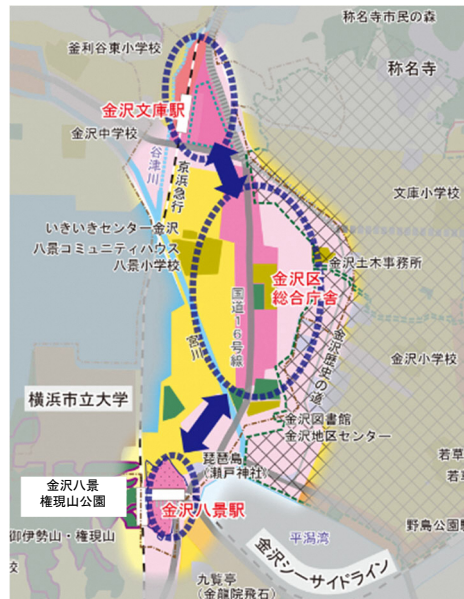 称名寺市民の森
釜利谷東小学校
称名寺
金沢文庫駅
金沢中学校
谷津川
京浜急行
文庫小学校
いきいきセンター金沢
八景コミュニティハウス
八景小学校
金沢土木事務所
金沢区
総合庁舎
国道16号線
宮川
金沢歴史の道
金沢小学校
横浜市立大学
金沢図書館
金沢地区センター
琵琶島
(瀬戸神社)
若草
金沢八景
権現山公園
金沢八景駅
若
野島公園
御伊勢山・権現山
平潟湾
金沢シーサイドライン
校
九覧亭
(金龍院飛石)